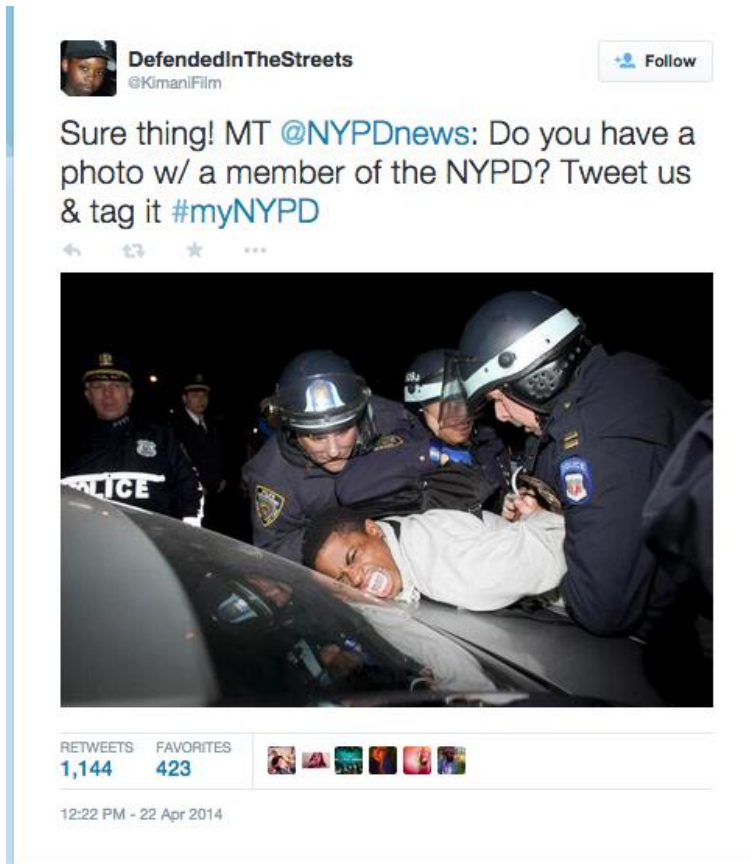 DefendedInTheStreets
@KimaniFilm
Follow
Sure thing! MT @NYPDnews: Do you have a
photo w/ a member of the NYPD? Tweet us
& tag it #myNYPD
POLICE
POLICE
RETWEETS FAVORITES
1,144 423
12:22 PM - 22 Apr 2014